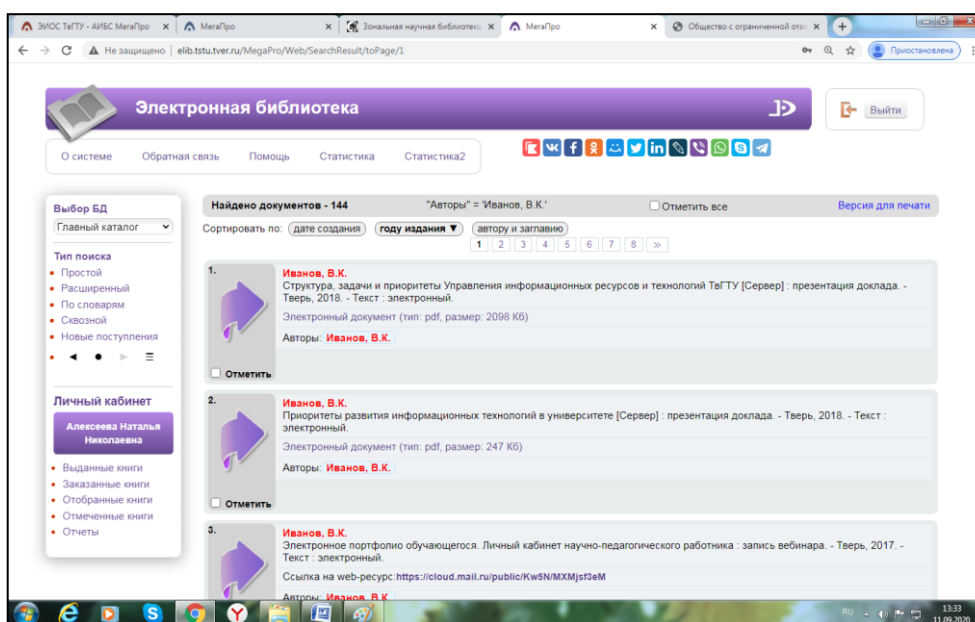 ЭИОС ТвГТУ - АИБС МегаПро
МегаПро
Зональная научная библиотека
МегаПро
Общество с ограниченной отв
Не защищено | elib.tstu.tver.ru/MegaPro/Web/SearchResult/toPage/1
Приостановлена
Электронная библиотека
Выйти
О системе Обратная связь Помощь Статистика Статистика2
Выбор БД
Главный каталог
Тип поиска
Простой
Расширенный
По словарям
Сквозной
Новые поступления
Личный кабинет
Алексеева Наталья
Николаевна
Выданные книги
Заказанные книги
Отобранные книги
Отмеченные книги
Отчеты
Найдено документов - 144 "Авторы" = 'Иванов, В.К.' Отметить все Версия для печати
Сортировать по: дате создания году издания ▼ автору и заглавию
1 2 3 4 5 6 7 8 »
1.
Иванов, В.К.
Структура, задачи и приоритеты Управления информационных ресурсов и технологий ТвГТУ [Сервер] : презентация доклада. -
Тверь, 2018. - Текст : электронный.
Электронный документ (тип: pdf, размер: 2098 Кб)
Авторы: Иванов, В.К.
Отметить
2.
Иванов, В.К.
Приоритеты развития информационных технологий в университете [Сервер] : презентация доклада. - Тверь, 2018. - Текст :
электронный.
Электронный документ (тип: pdf, размер: 247 Кб)
Авторы: Иванов, В.К.
Отметить
3.
Иванов, В.К.
Электронное портфолио обучающегося. Личный кабинет научно-педагогического работника : запись вебинара. - Тверь, 2017. -
Текст : электронный.
Ссылка на web-ресурс:https://cloud.mail.ru/public/Kw5N/MXMjsf3eM
Авторы: Иванов, В.К.
RU
13:33
11.09.2020